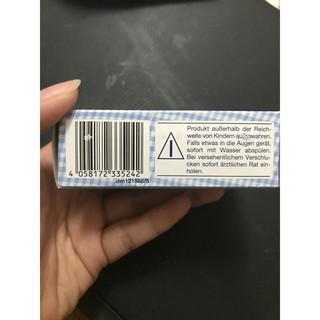 Produkt außerhalb der Reich-
weite von Kindern aufbewahren.
Falls etwas in die Augen gerät,
sofort mit Wasser abspülen.
Bei versehentlichem Verschlu-
cken sofort ärztlichen Rat ein-
holen.
4 058172 335242